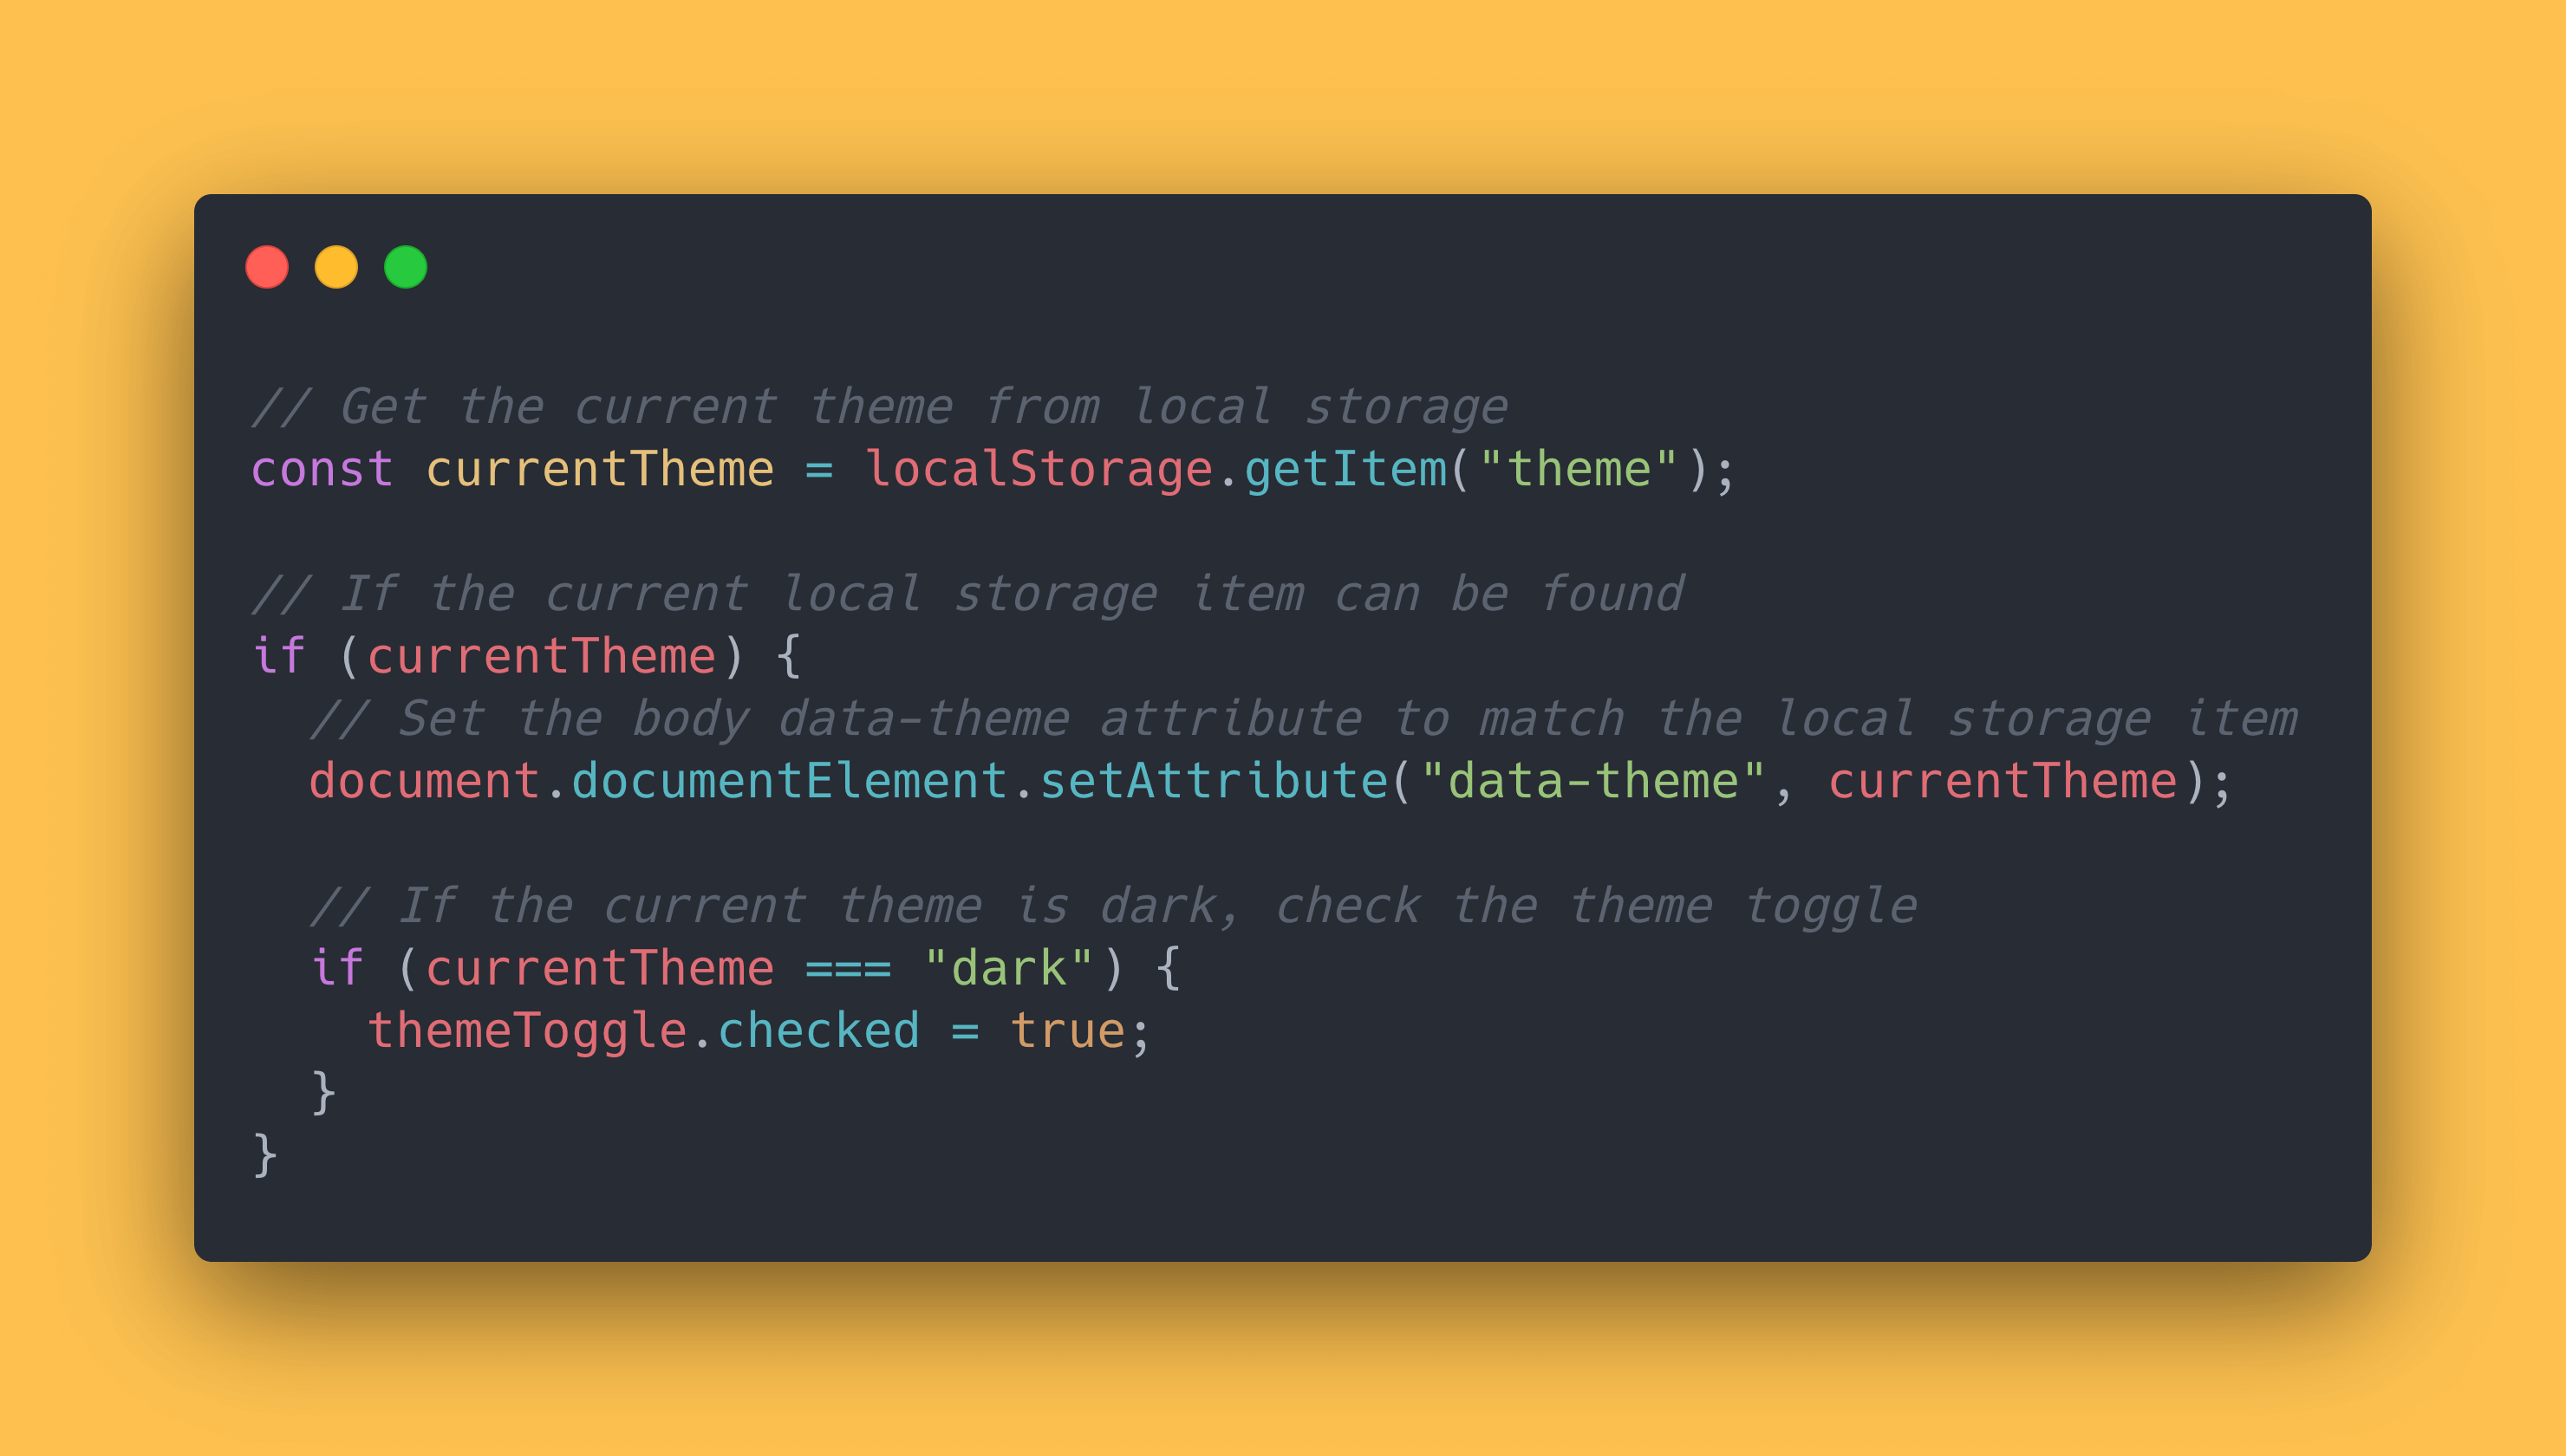 // Get the current theme from local storage
const currentTheme = localStorage.getItem("theme");
// If the current local storage item can be found
if (currentTheme) {
// Set the body data-theme attribute to match the local storage item
document.documentElement.setAttribute("data-theme", currentTheme);
// If the current theme is dark, check the theme toggle
if (currentTheme === "dark") {
themeToggle.checked = true;
}
}